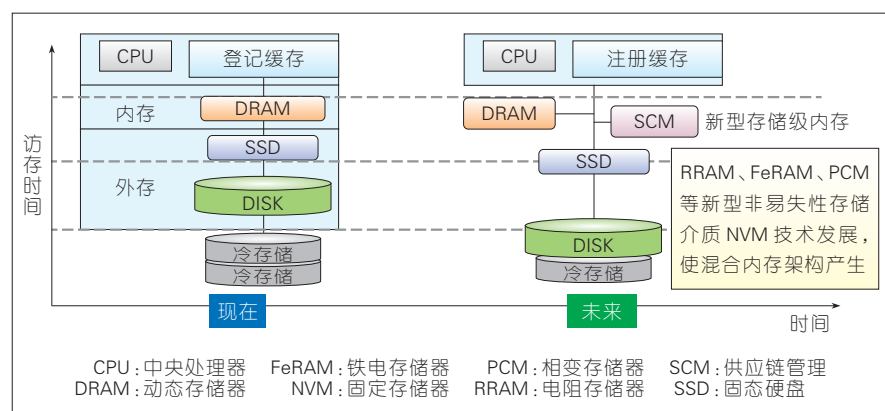 CPU
登记缓存
CPU
注册缓存
内存
DRAM
DRAM
SCM
新型存储级内存
SSD
SSD
外存
DISK
DISK
冷存储
冷存储
冷存储
RRAM、FeRAM、PCM
等新型非易失性存储
介质 NVM 技术发展，
使混合内存架构产生
访存时间
现在
未来
时间
CPU：中央处理器 FeRAM：铁电存储器 PCM：相变存储器 SCM：供应链管理
DRAM：动态存储器 NVM：固定存储器 RRAM：电阻存储器 SSD：固态硬盘